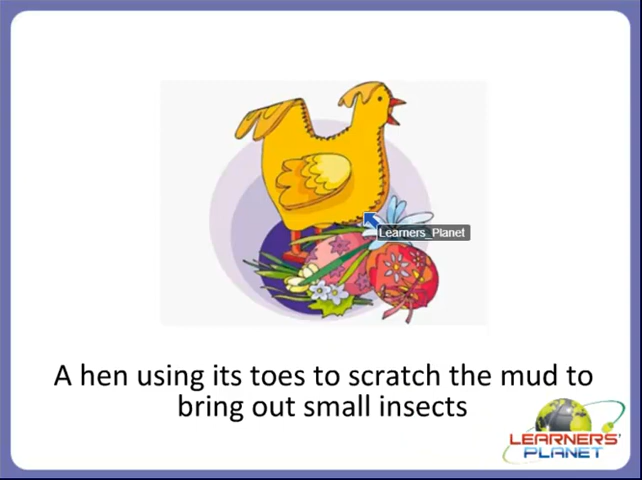 Learners_Planet
A hen using its toes to scratch the mud to
bring out small insects
LEARNERS'
PLANET